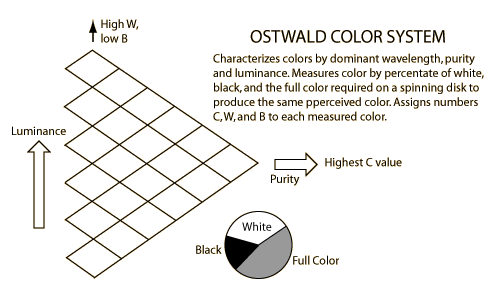 High W,
low B
OSTWALD COLOR SYSTEM
Characterizes colors by dominant wavelength, purity
and luminance. Measures color by percentate of white,
black, and the full color required on a spinning disk to
produce the same pperceived color. Assigns numbers
C, W, and B to each measured color.
Luminance
Highest C value
Purity
White
Black
Full Color